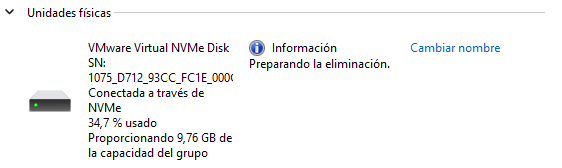 Unidades físicas
VMware Virtual NVMe Disk
SN:
1075_D712_93CC_FC1E_000
Conectada a través de
NVMe
34,7 % usado
Proporcionando 9,76 GB de
la capacidad del grupo
Información
Preparando la eliminación.
Cambiar nombre